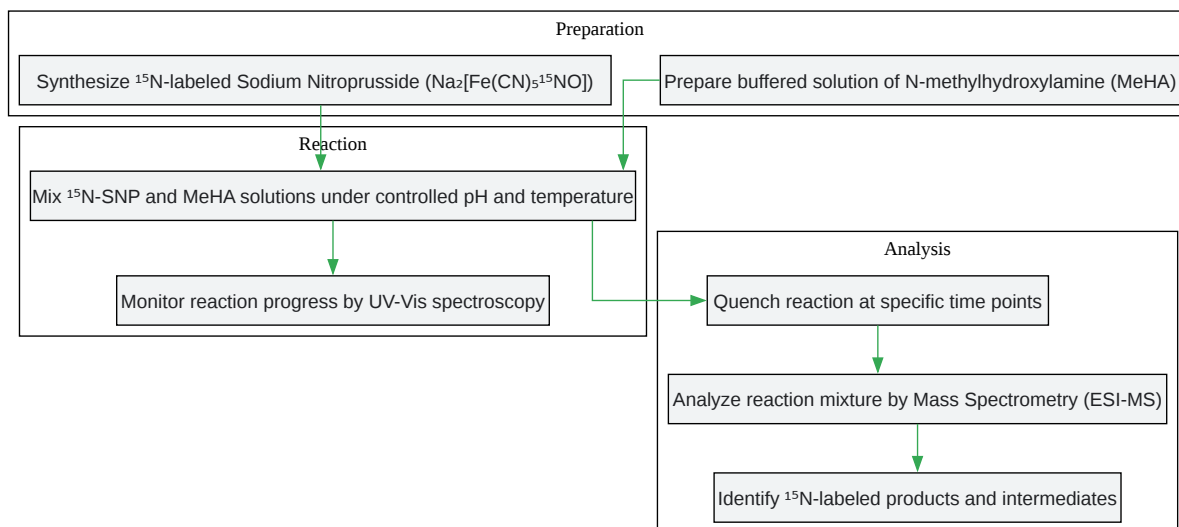 Preparation
Synthesize ¹⁵N-labeled Sodium Nitroprusside (Na₂[Fe(CN)₅¹⁵NO])
Prepare buffered solution of N-methylhydroxylamine (MeHA)
Reaction
Mix ¹⁵N-SNP and MeHA solutions under controlled pH and temperature
Monitor reaction progress by UV-Vis spectroscopy
Analysis
Quench reaction at specific time points
Analyze reaction mixture by Mass Spectrometry (ESI-MS)
Identify ¹⁵N-labeled products and intermediates